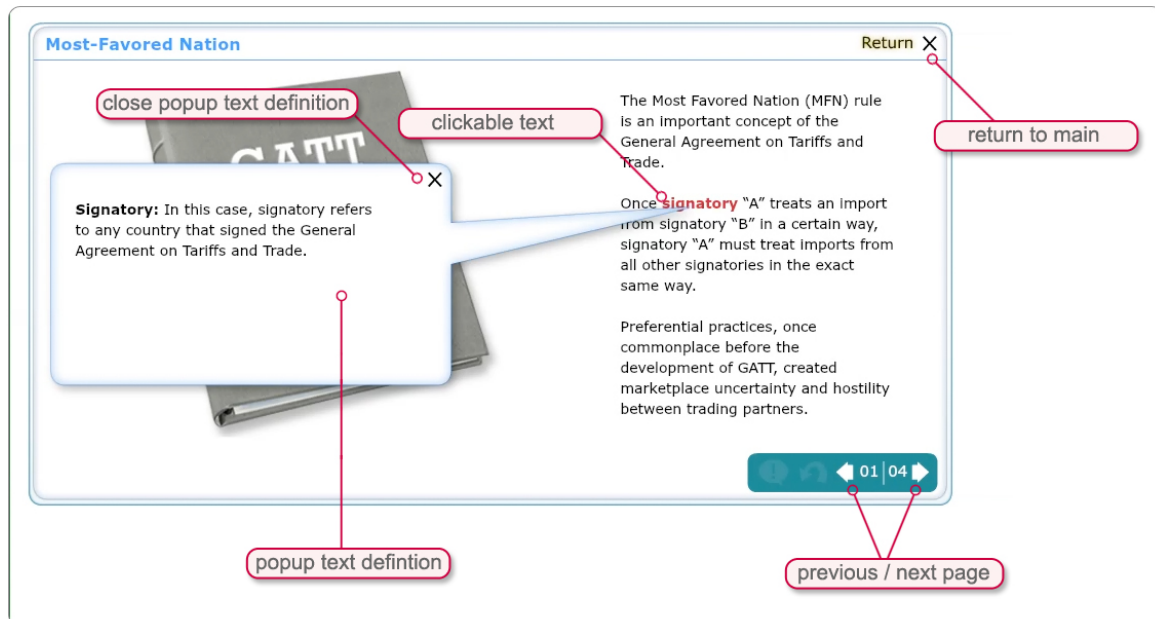 Most-Favored Nation
Return
close popup text definition
clickable text
return to main
GATT
The Most Favored Nation (MFN) rule
is an important concept of the
General Agreement on Tariffs and
Trade.
Signatory: In this case, signatory refers
to any country that signed the General
Agreement on Tariffs and Trade.
Once signatory “A” treats an import
from signatory “B” in a certain way,
signatory “A” must treat imports from
all other signatories in the exact
same way.
Preferential practices, once
commonplace before the
development of GATT, created
marketplace uncertainty and hostility
between trading partners.
01 04
popup text defintion
previous / next page